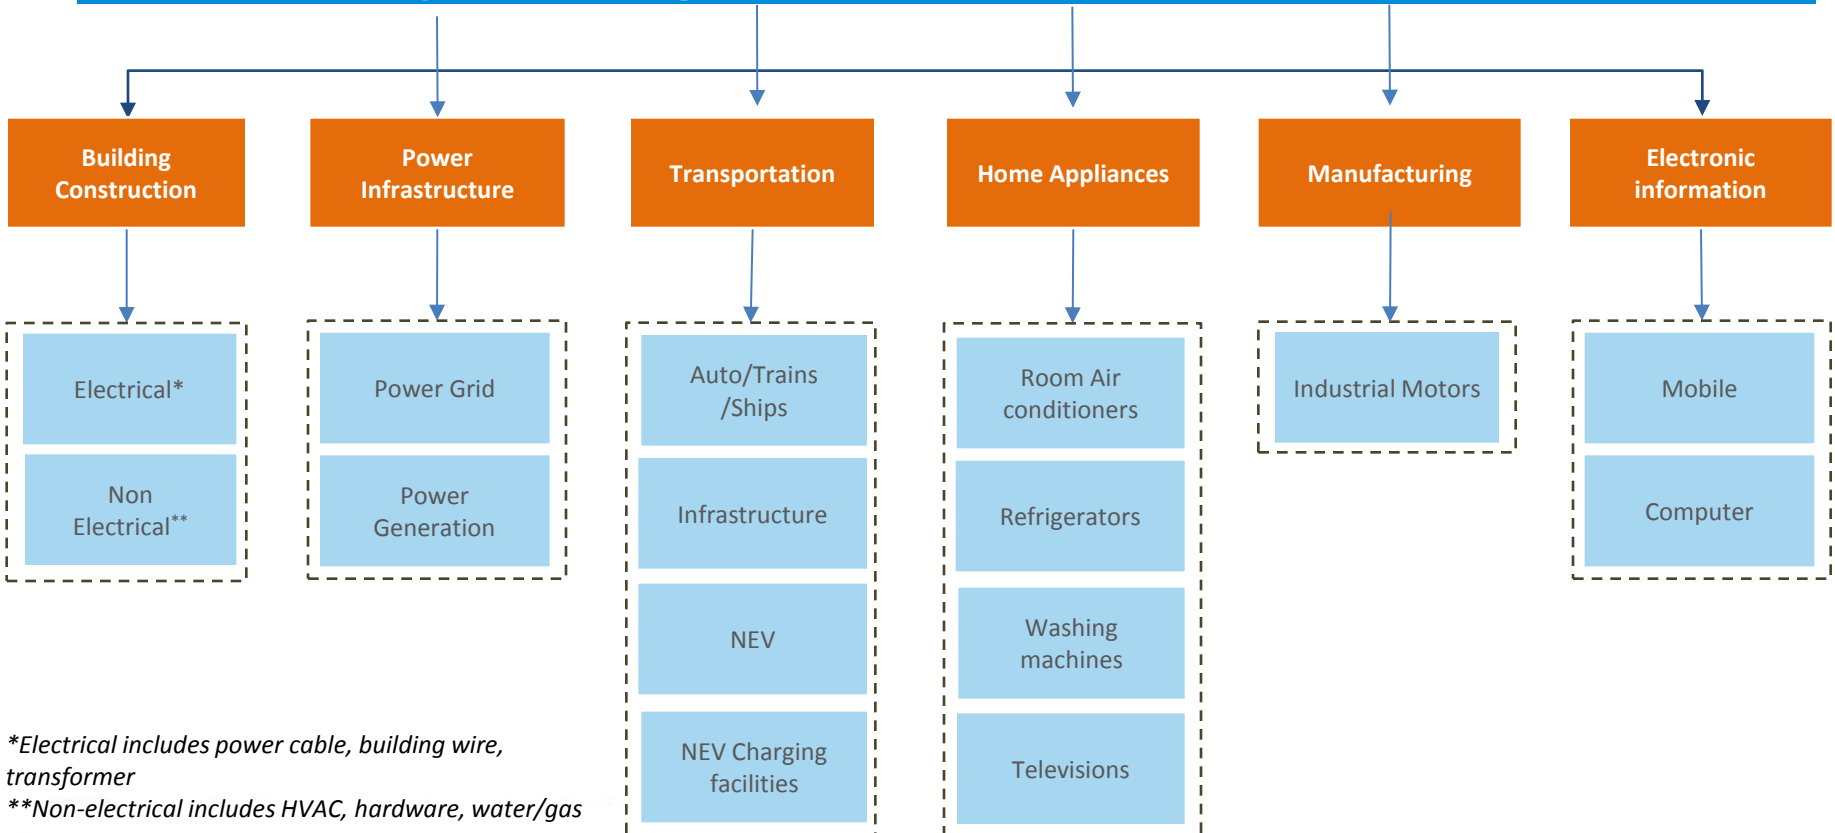 Building
Construction
Power
Infrastructure
Transportation
Home Appliances
Manufacturing
Electronic
information
Electrical*
Non
Electrical**
Power Grid
Power
Generation
Auto/Trains
/Ships
Infrastructure
NEV
NEV Charging
facilities
Room Air
conditioners
Refrigerators
Washing
machines
Televisions
Industrial Motors
Mobile
Computer
*Electrical includes power cable, building wire,
transformer
**Non-electrical includes HVAC, hardware, water/gas